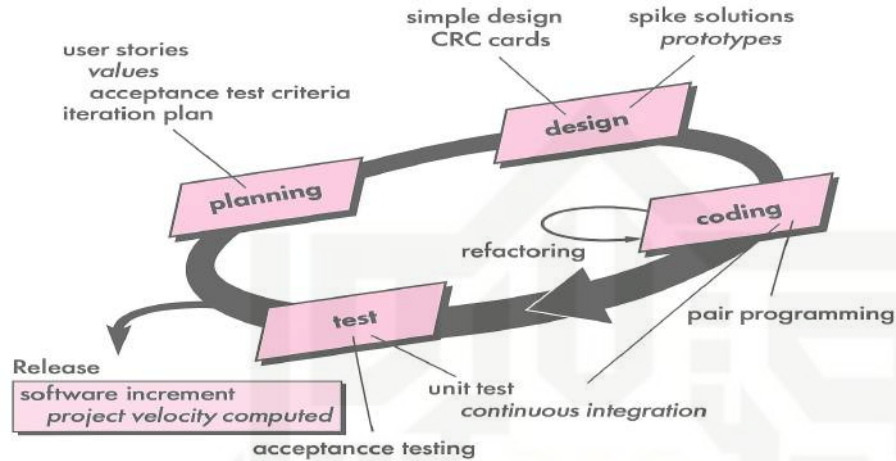 simple design
CRC cards
spike solutions
prototypes
user stories
values
acceptance test criteria
iteration plan
design
planning
coding
refactoring
test
pair programming
Release
software increment
project velocity computed
unit test
continuous integration
acceptancce testing